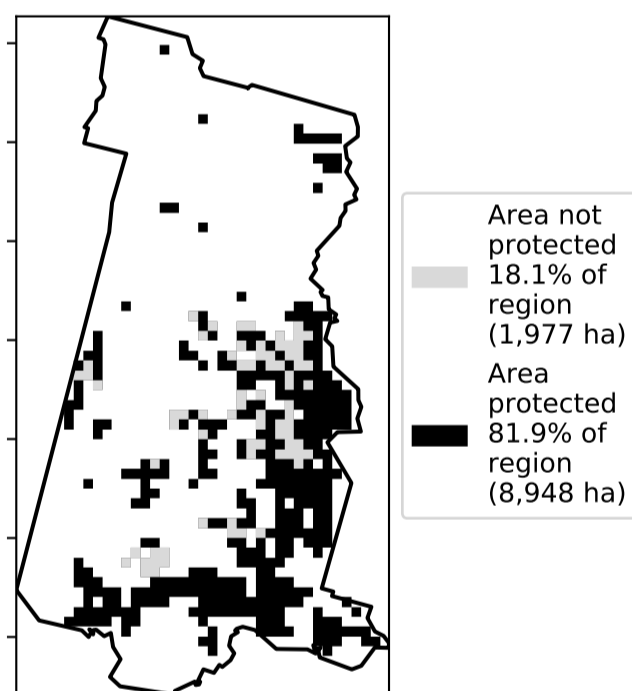 Area not
protected
18.1% of
region
(1,977 ha)
Area
protected
81.9% of
region
(8,948 ha)